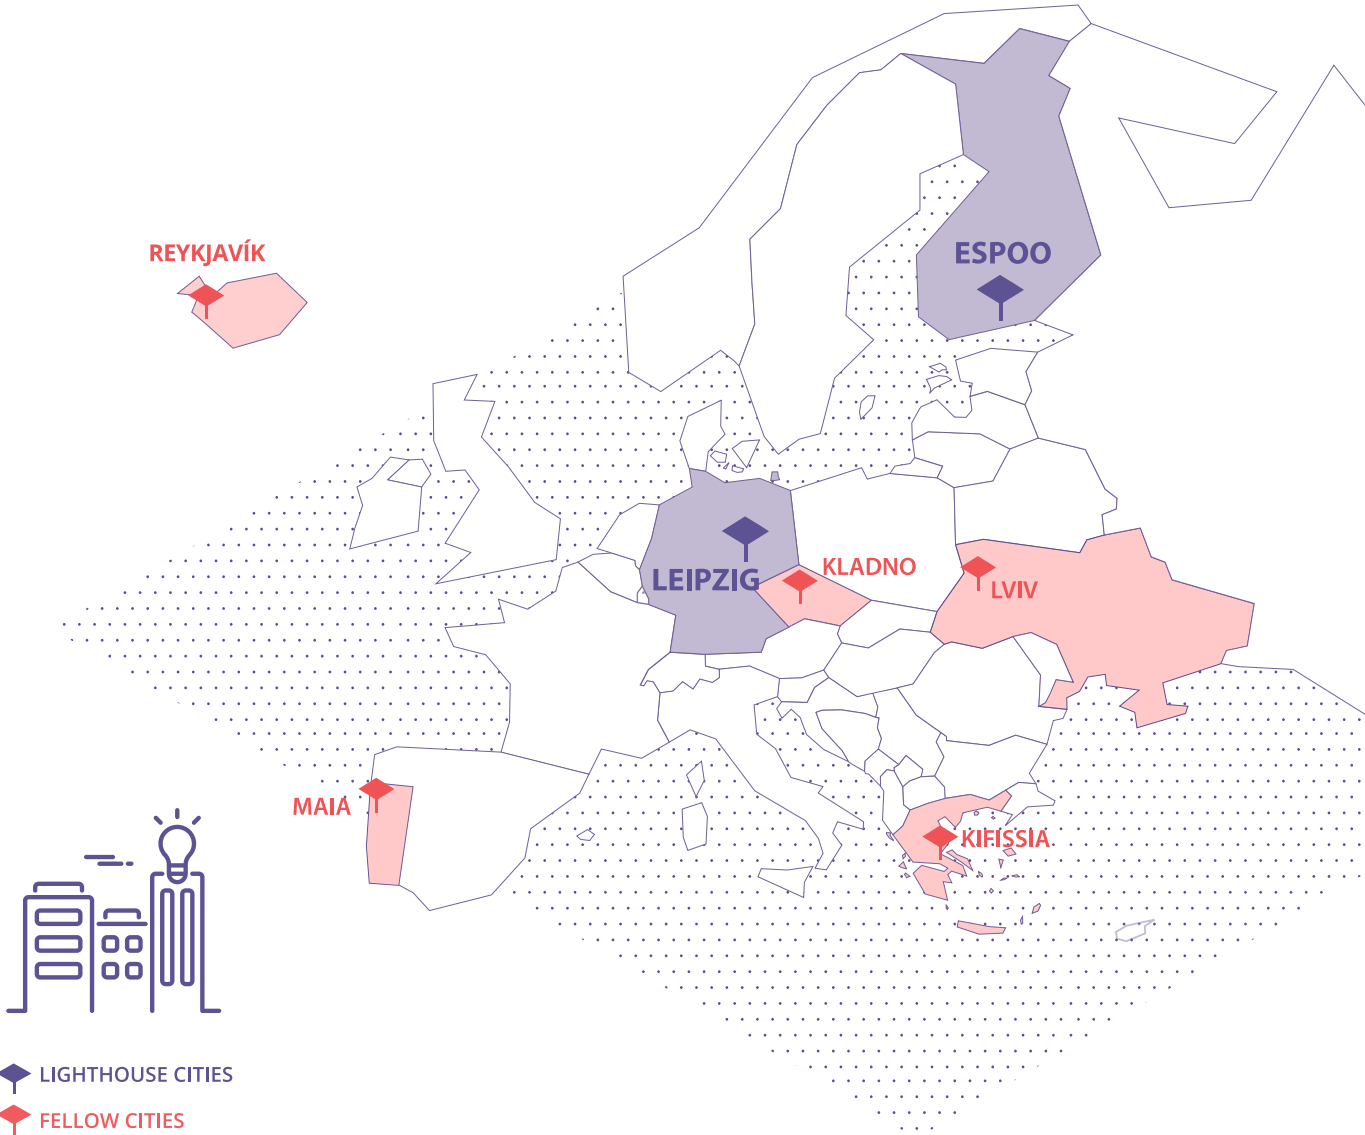 REYKJAVÍK
ESPOO
LEIPZIG
KLADNO
LVIV
MAIA
KIFISSIA
LIGHTHOUSE CITIES
FELLOW CITIES